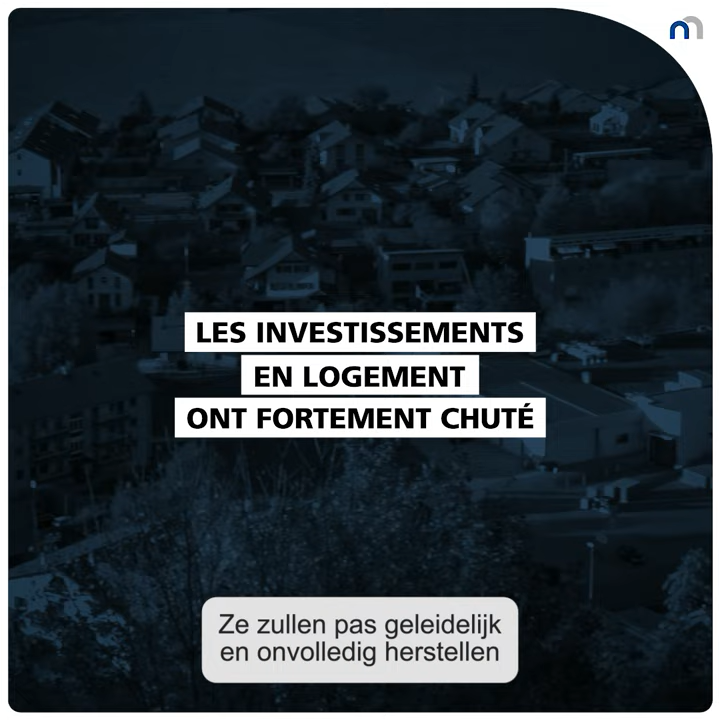 LES INVESTISSEMENTS
EN LOGEMENT
ONT FORTEMENT CHUTÉ
Ze zullen pas geleidelijk
en onvolledig herstellen